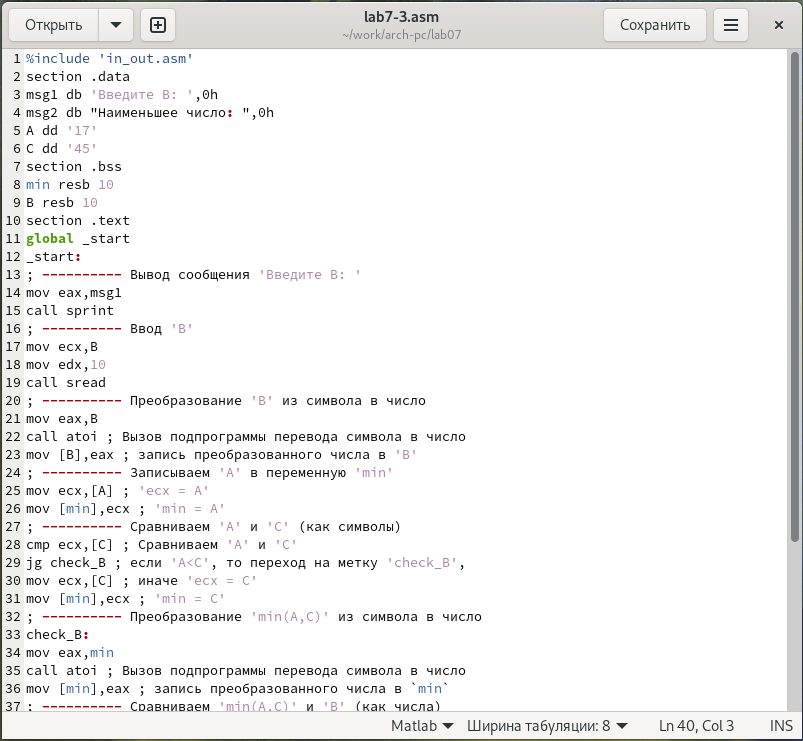 Открыть
lab7-3.asm
~/work/arch-pc/lab07
Сохранить
1 %include 'in_out.asm'
2 section .data
3 msg1 db 'Введите B: ',0h
4 msg2 db "Наименьшее число: ",0h
5 A dd '17'
6 C dd '45'
7 section .bss
8 min resb 10
9 B resb 10
10 section .text
11 global _start
12 _start:
13 ; ---------- Вывод сообщения 'Введите B: '
14 mov eax,msg1
15 call sprint
16 ; ---------- Ввод 'B'
17 mov ecx,B
18 mov edx,10
19 call sread
20 ; ---------- Преобразование 'B' из символа в число
21 mov eax,B
22 call atoi ; Вызов подпрограммы перевода символа в число
23 mov [B],eax ; запись преобразованного числа в 'B'
24 ; ---------- Записываем 'A' в переменную 'min'
25 mov ecx,[A] ; 'ecx = A'
26 mov [min],ecx ; 'min = A'
27 ; ---------- Сравниваем 'A' и 'С' (как символы)
28 cmp ecx,[C] ; Сравниваем 'A' и 'С'
29 jg check_B ; если 'A<C', то переход на метку 'check_B',
30 mov ecx,[C] ; иначе 'ecx = C'
31 mov [min],ecx ; 'min = C'
32 ; ---------- Преобразование 'min(A,C)' из символа в число
33 check_B:
34 mov eax,min
35 call atoi ; Вызов подпрограммы перевода символа в число
36 mov [min],eax ; запись преобразованного числа в `min`
37 ; ---------- Сравниваем 'min(A,C)' и 'B' (как числа)
Matlab
Ширина табуляции: 8
Ln 40, Col 3
INS